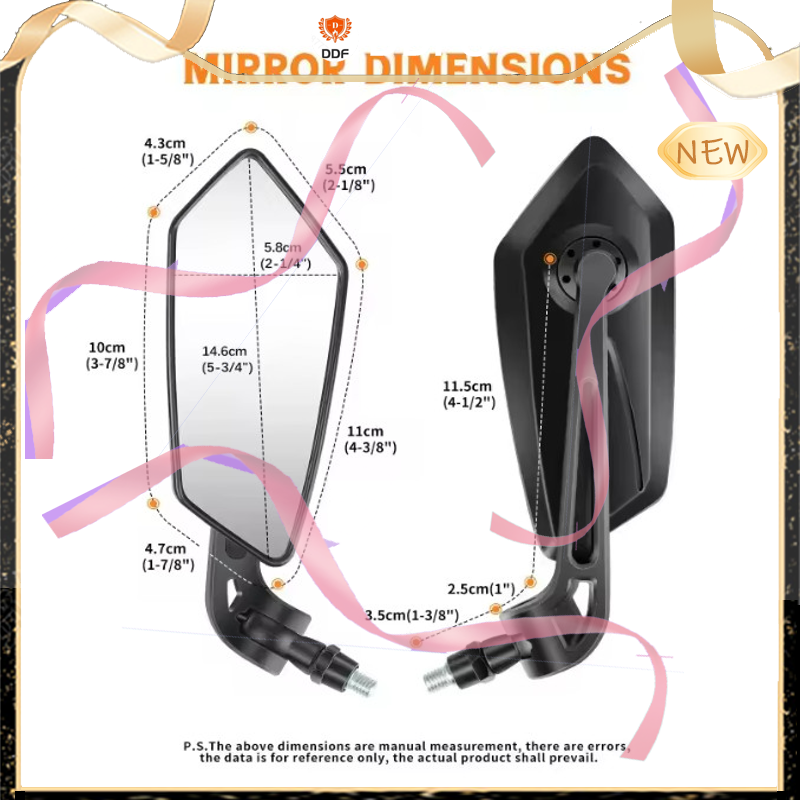 DDF
MIRROR DIMENSIONS
NEW
4.3cm
(1-5/8")
5.5cm
(2-1/8")
5.8cm
(2-1/4")
10cm
(3-7/8")
14.6cm
(5-3/4")
11.5cm
(4-1/2")
11cm
(4-3/8")
4.7cm
(1-7/8")
2.5cm(1")
3.5cm(1-3/8")
P.S.The above dimensions are manual measurement, there are errors,
the data is for reference only, the actual product shall prevail.